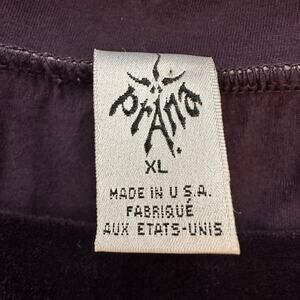 prAna
XL
MADE IN U.S.A.
FABRIQUÉ
AUX ETATS-UNIS